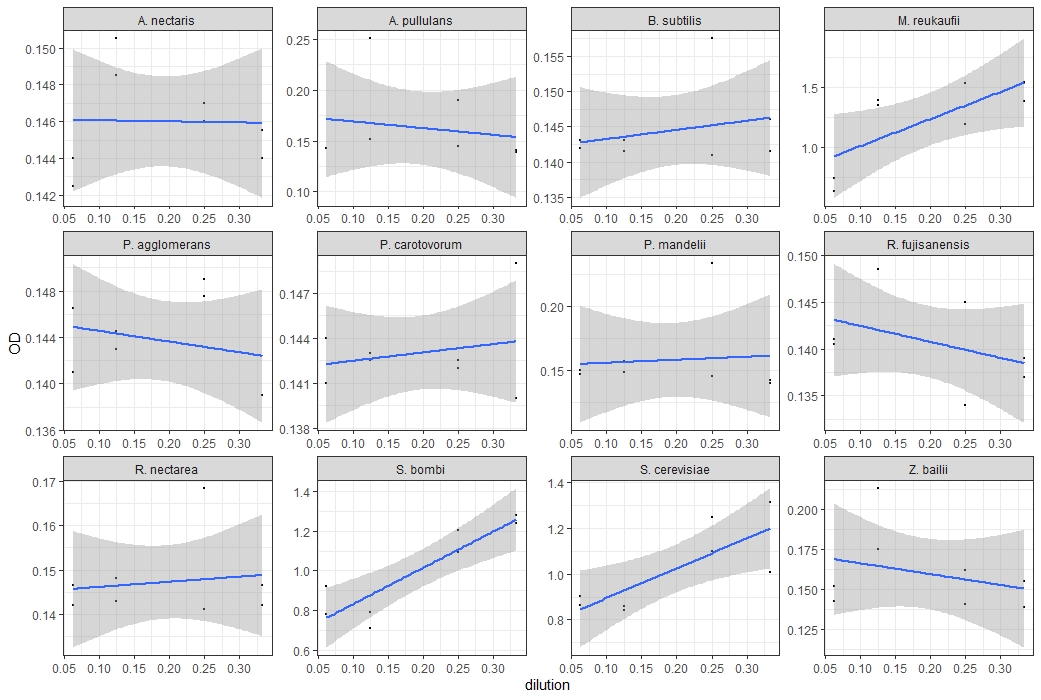 A. nectaris A. pullulans B. subtilis M. reukaufii
0.150 0.148 0.146 0.144 0.142
0.25 0.20 0.15 0.10
0.155 0.150 0.145 0.140 0.135
1.5 1.0
0.05 0.10 0.15 0.20 0.25 0.30 0.05 0.10 0.15 0.20 0.25 0.30 0.05 0.10 0.15 0.20 0.25 0.30 0.05 0.10 0.15 0.20 0.25 0.30
P. agglomerans P. carotovorum P. mandelii R. fujisanensis
0.148 0.144 0.140 0.136
0.147 0.144 0.141 0.138
0.20 0.15
0.150 0.145 0.140 0.135
0.05 0.10 0.15 0.20 0.25 0.30 0.05 0.10 0.15 0.20 0.25 0.30 0.05 0.10 0.15 0.20 0.25 0.30 0.05 0.10 0.15 0.20 0.25 0.30
OD
R. nectarea S. bombi S. cerevisiae Z. bailii
0.17 0.16 0.15 0.14
1.4 1.2 1.0 0.8 0.6
1.4 1.2 1.0 0.8
0.200 0.175 0.150 0.125
0.05 0.10 0.15 0.20 0.25 0.30 0.05 0.10 0.15 0.20 0.25 0.30 0.05 0.10 0.15 0.20 0.25 0.30 0.05 0.10 0.15 0.20 0.25 0.30
dilution